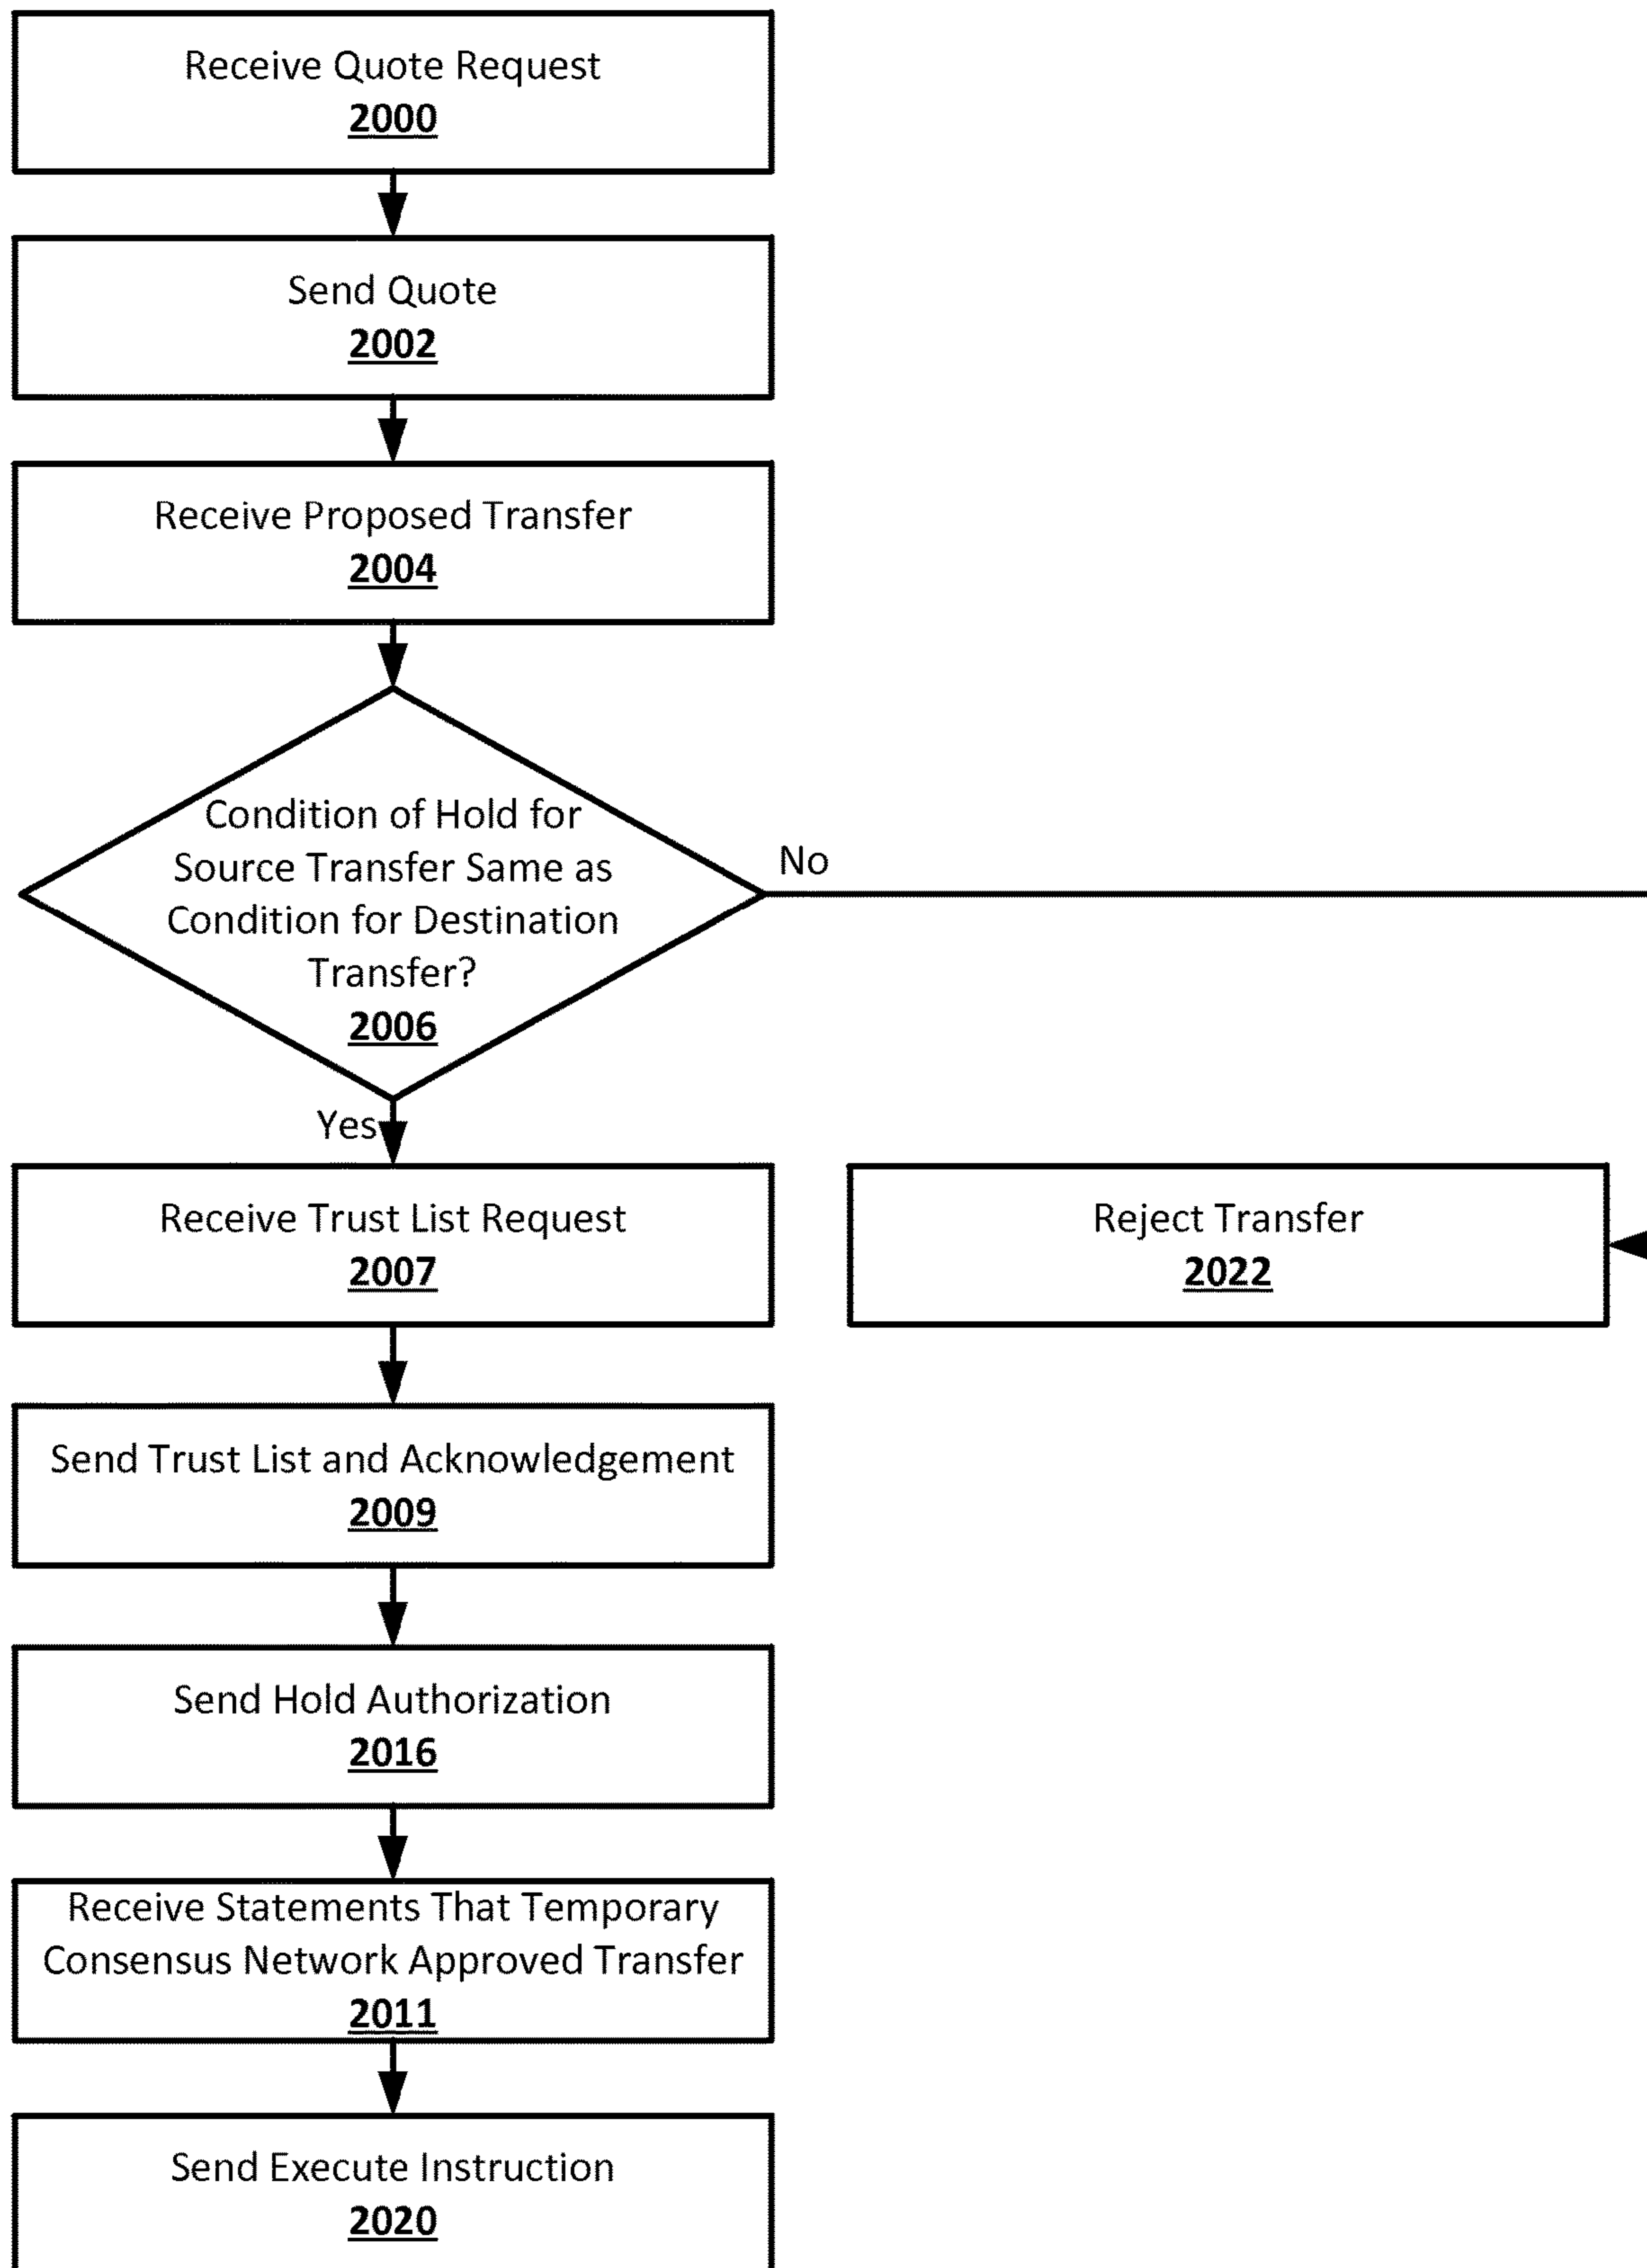 Receive Quote Request
2000
Send Quote
2002
Receive Proposed Transfer
2004
Condition of Hold for
Source Transfer Same as
Condition for Destination
Transfer?
2006
No
Yes
Receive Trust List Request
2007
Reject Transfer
2022
Send Trust List and Acknowledgement
2009
Send Hold Authorization
2016
Receive Statements That Temporary
Consensus Network Approved Transfer
2011
Send Execute Instruction
2020